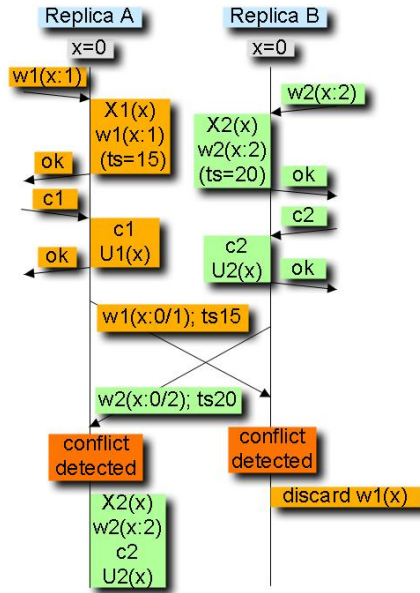 Replica A
Replica B
x=0
x=0
w1(x:1)
w2(x:2)
X1(x)
w1(x:1)
(ts=15)
X2(x)
w2(x:2)
(ts=20)
ok
ok
c1
c2
c1
U1(x)
c2
U2(x)
ok
ok
w1(x:0/1); ts15
w2(x:0/2); ts20
conflict
detected
conflict
detected
discard w1(x)
X2(x)
w2(x:2)
c2
U2(x)